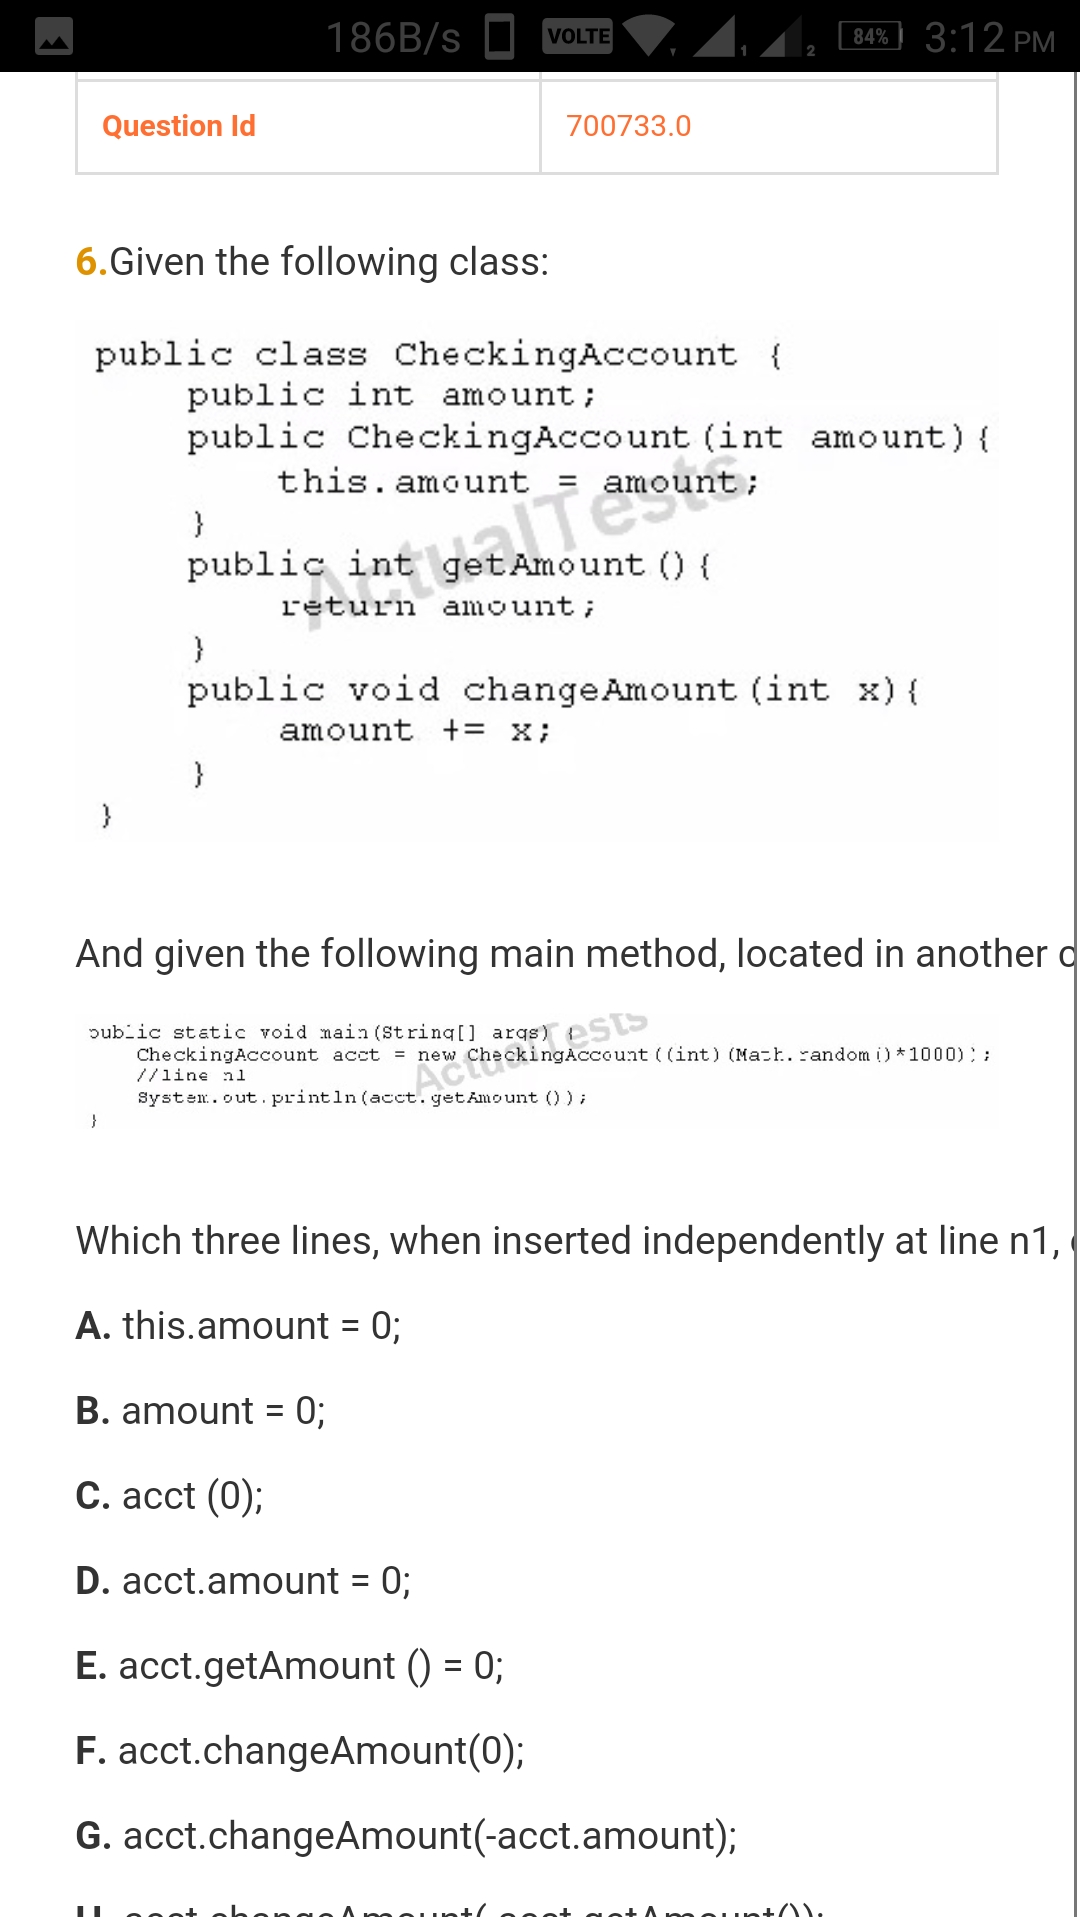 186B/s VOLTE 1 2 84% 3:12 PM
Question Id 700733.0
6.Given the following class:
public class CheckingAccount {
public int amount;
public CheckingAccount(int amount){
this.amount = amount;
}
public int getAmount(){
return amount;
}
public void changeAmount(int x){
amount += x;
}
}
ActualTests
And given the following main method, located in another
public static void main(String[] args) {
CheckingAccount acct = new CheckingAccount((int)(Math.random()*1000));
//line n1
System.out.println(acct.getAmount());
}
ActualTests
Which three lines, when inserted independently at line n1,
A. this.amount = 0;
B. amount = 0;
C. acct (0);
D. acct.amount = 0;
E. acct.getAmount () = 0;
F. acct.changeAmount(0);
G. acct.changeAmount(-acct.amount);